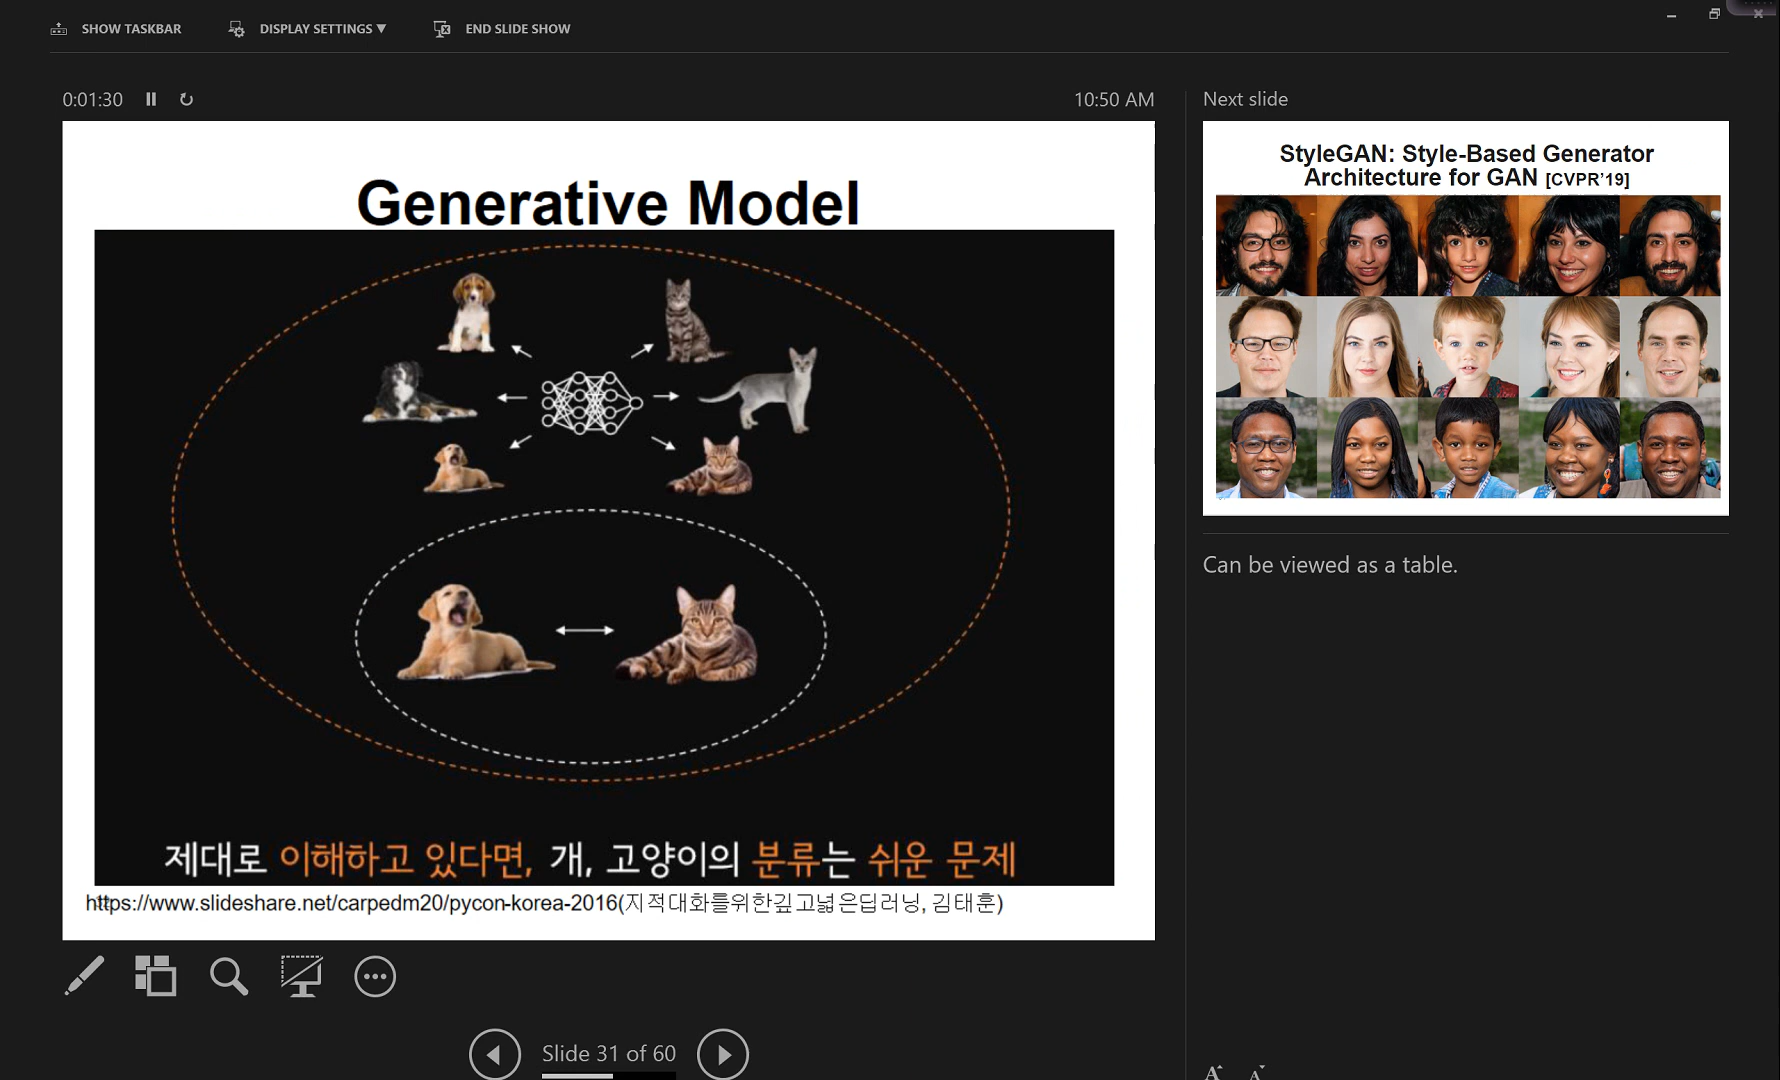 SHOW TASKBAR
DISPLAY SETTINGS ▼
END SLIDE SHOW
0:01:30
10:50 AM
Generative Model
제대로 이해하고 있다면, 개, 고양이의 분류는 쉬운 문제
https://www.slideshare.net/carpedm20/pycon-korea-2016(지적대화를위한깊고넓은딥러닝, 김태훈)
Slide 31 of 60
Next slide
StyleGAN: Style-Based Generator
Architecture for GAN [CVPR’19]
Can be viewed as a table.
A A